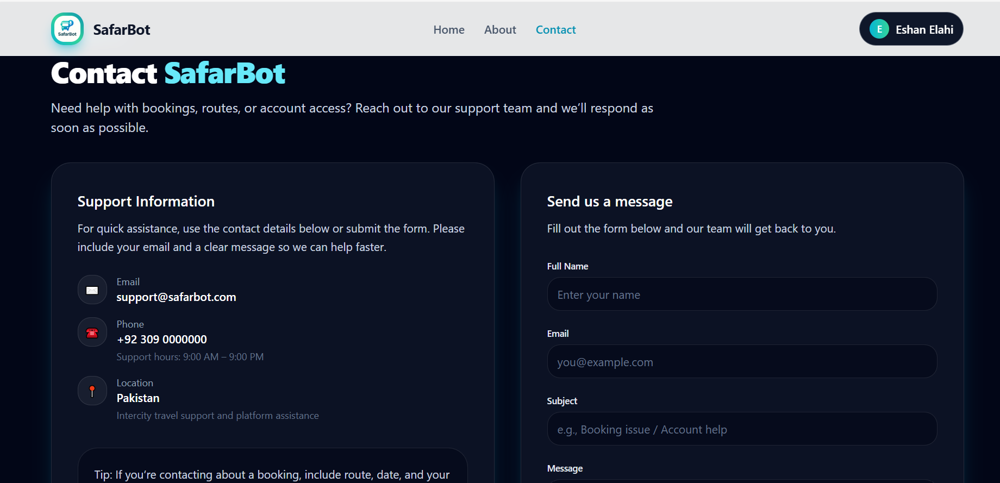 SafarBot
SafarBot
Home
About
Contact
E
Eshan Elahi
Contact SafarBot
Need help with bookings, routes, or account access? Reach out to our support team and we’ll respond as
soon as possible.
Support Information
For quick assistance, use the contact details below or submit the form. Please
include your email and a clear message so we can help faster.
Email
support@safarbot.com
Phone
+92 309 0000000
Support hours: 9:00 AM – 9:00 PM
Location
Pakistan
Intercity travel support and platform assistance
Tip: If you’re contacting about a booking, include route, date, and your
Send us a message
Fill out the form below and our team will get back to you.
Full Name
Enter your name
Email
you@example.com
Subject
e.g., Booking issue / Account help
Message